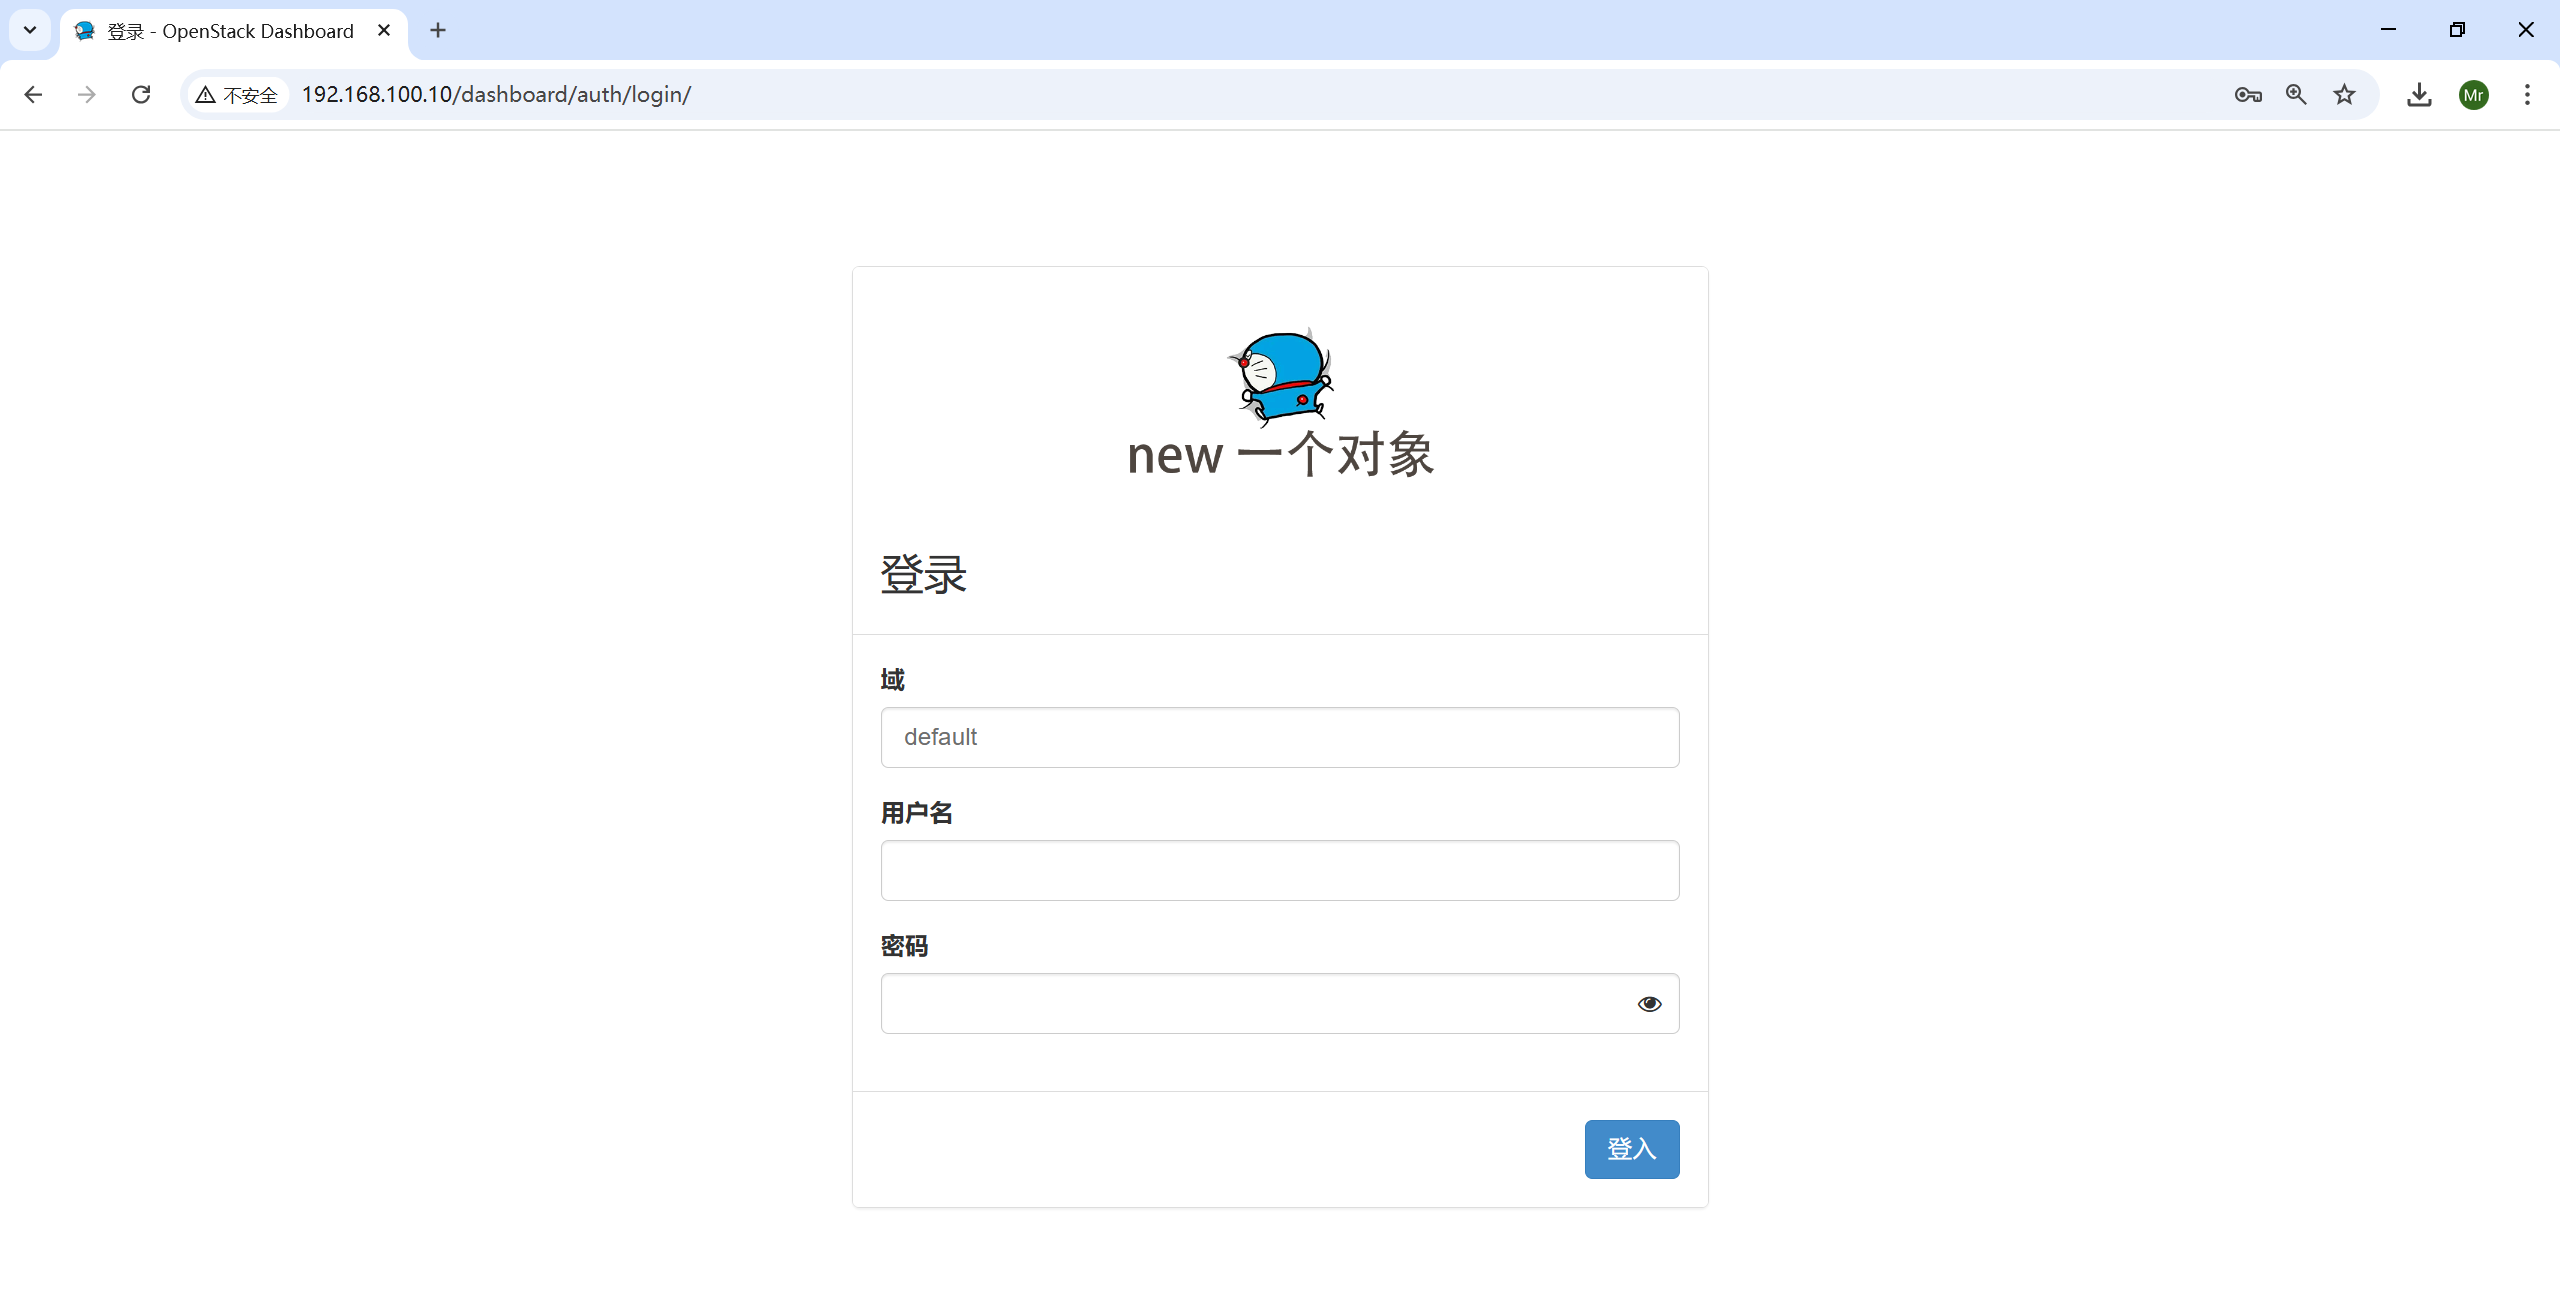 登录 - OpenStack Dashboard
不安全
192.168.100.10/dashboard/auth/login/
Mr
new 一个对象
登录
域
default
用户名
密码
登入